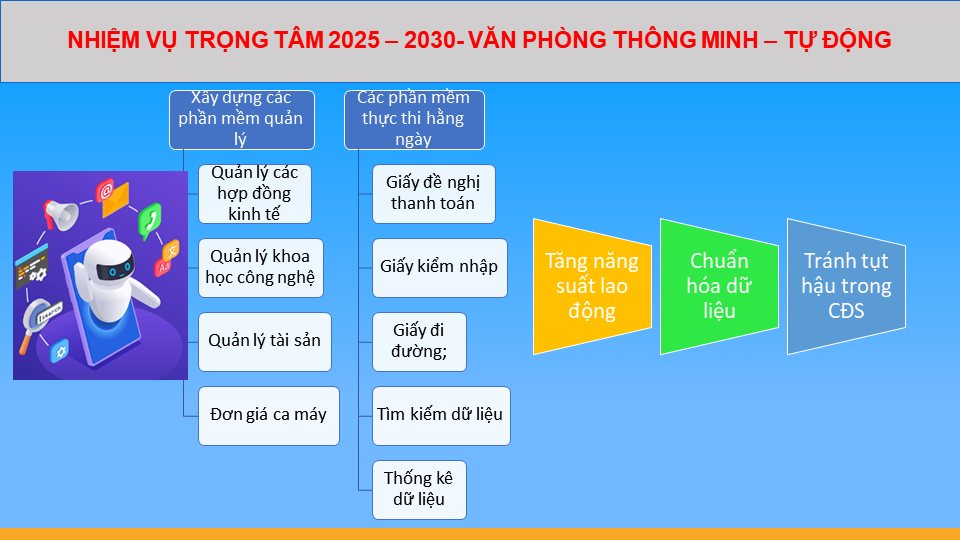 NHIỆM VỤ TRỌNG TÂM 2025 – 2030- VĂN PHÒNG THÔNG MINH – TỰ ĐỘNG
Xây dựng các
phần mềm quản
lý
Quản lý các
hợp đồng
kinh tế
Quản lý khoa
học công nghệ
Quản lý tài sản
Đơn giá ca máy
Các phần mềm
thực thi hằng
ngày
Giấy đề nghị
thanh toán
Giấy kiểm nhập
Giấy đi
đường;
Tìm kiếm dữ liệu
Thống kê
dữ liệu
Tăng năng
suất lao
động
Chuẩn
hóa dữ
liệu
Tránh tụt
hậu trong
CĐS